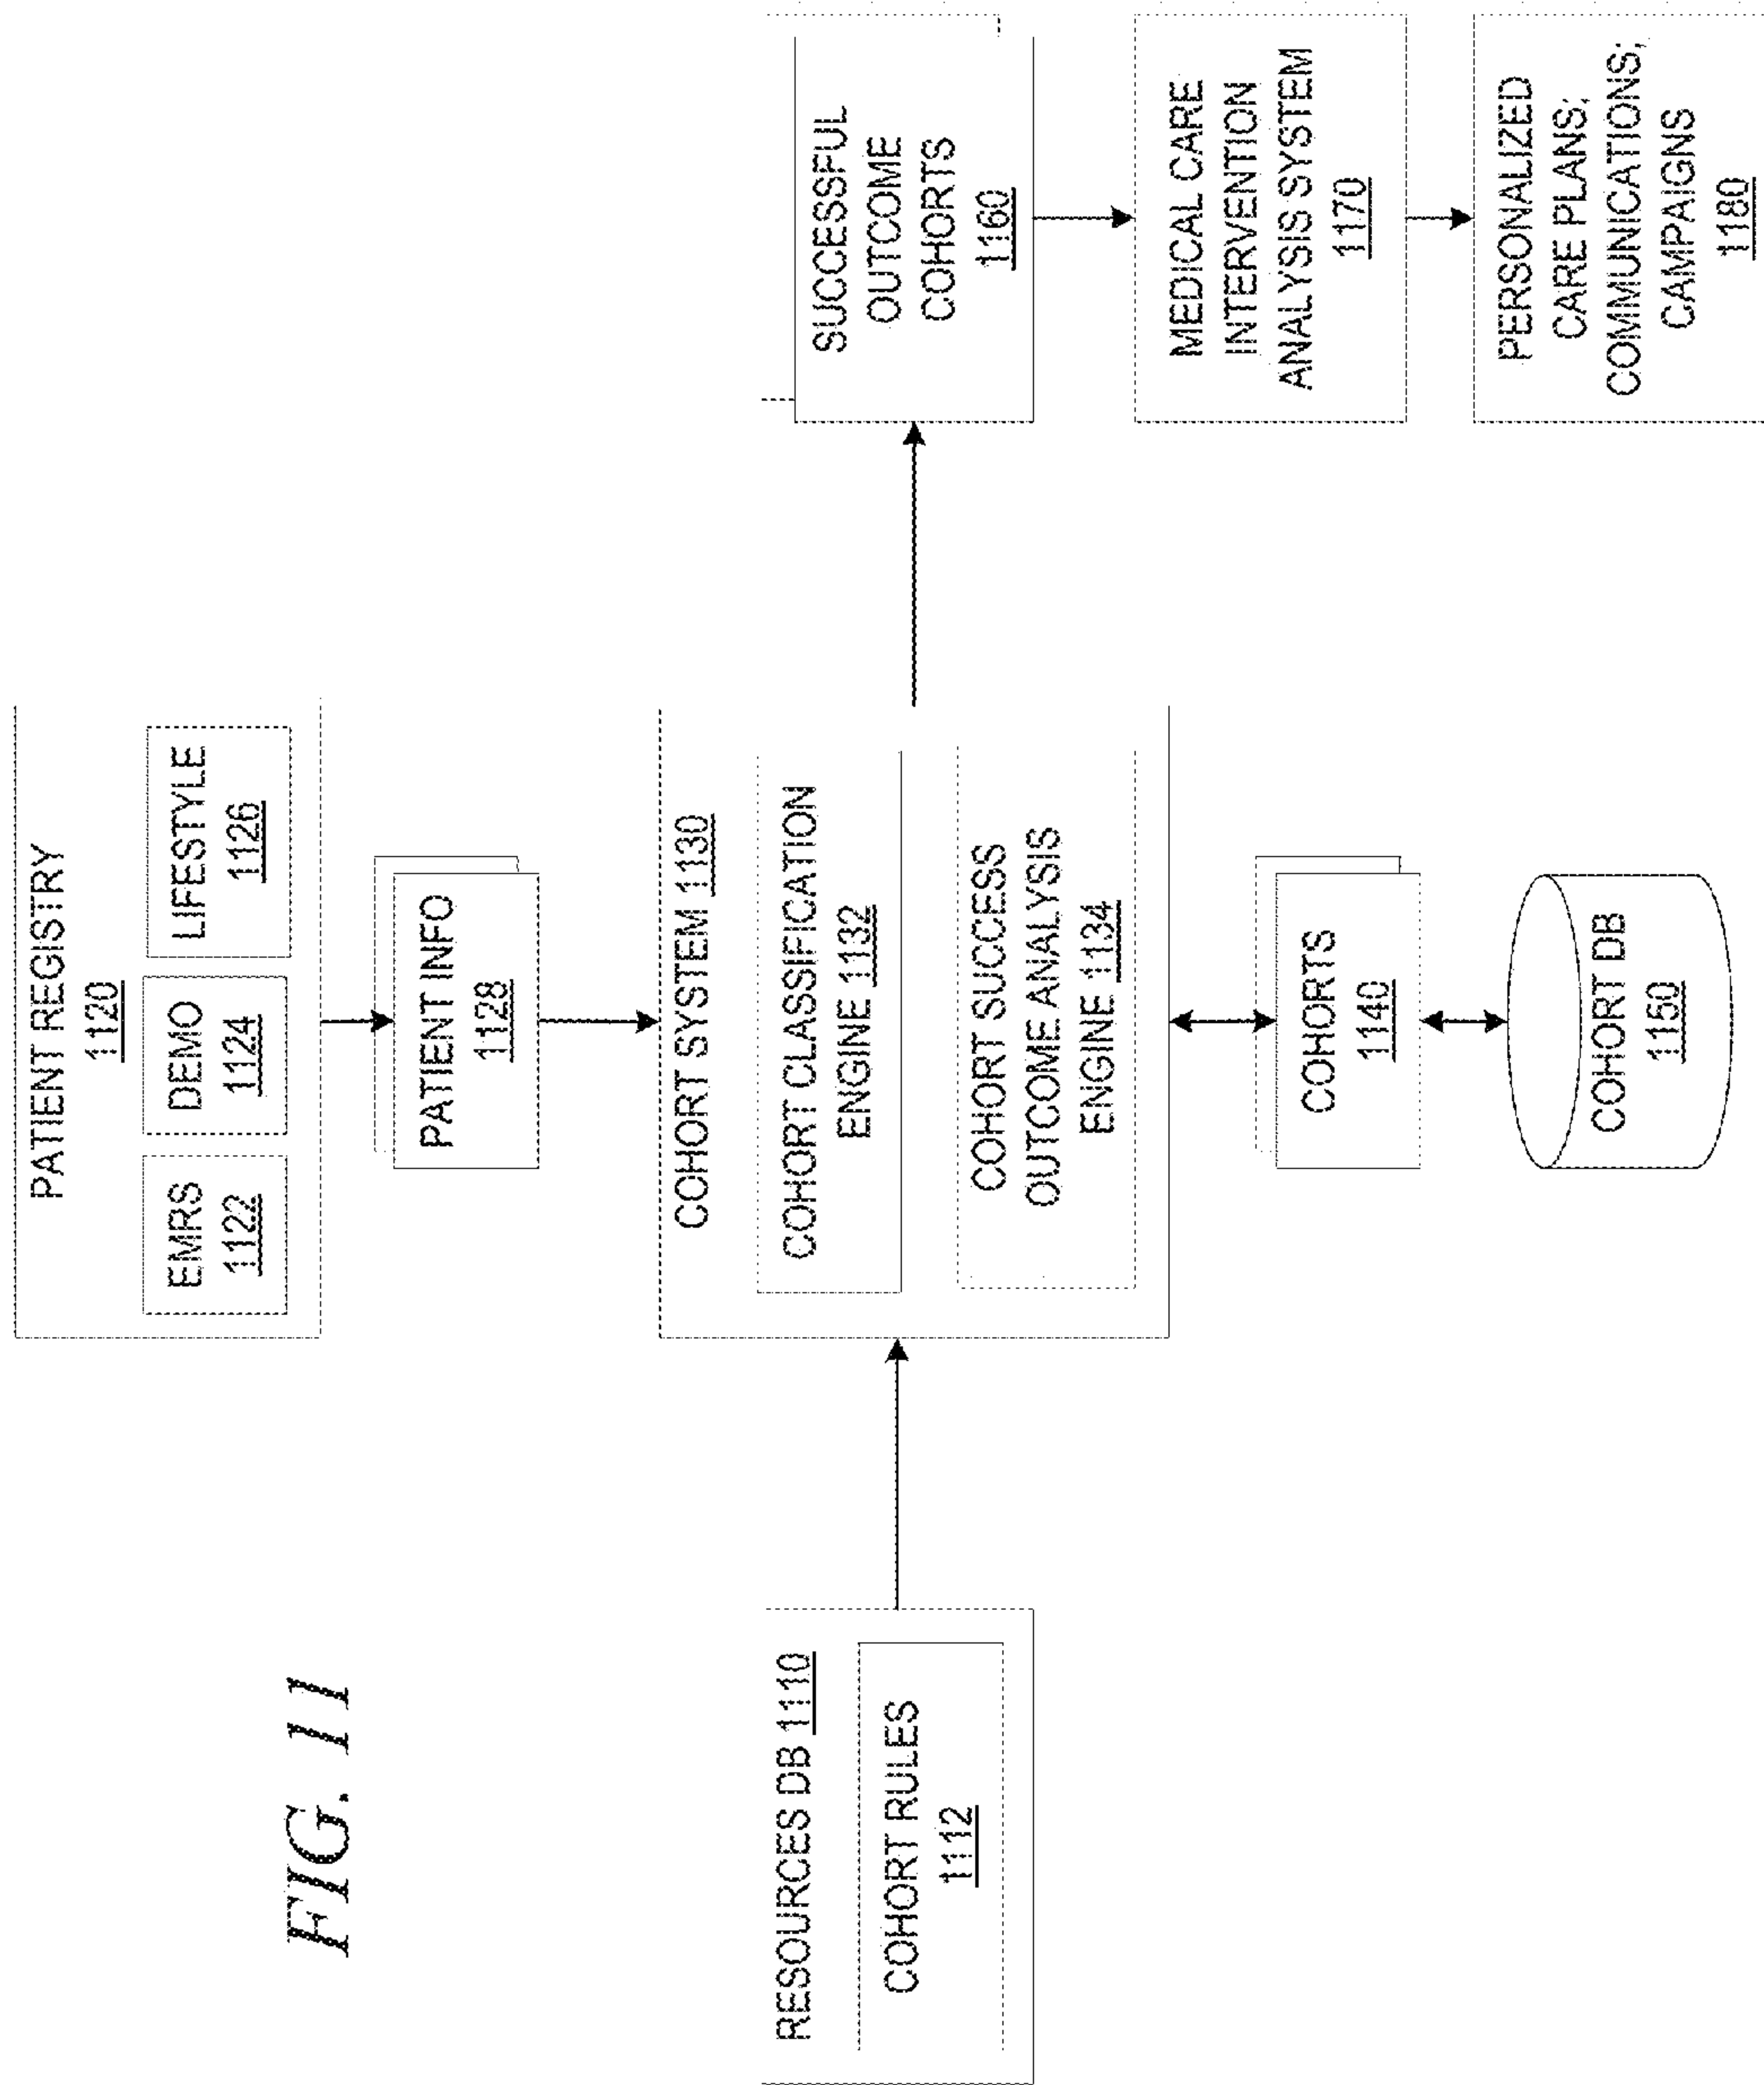 FIG. 11
PATIENT REGISTRY
1120
EMRS
1122
DEMO
1124
LIFESTYLE
1126
PATIENT INFO
1128
RESOURCES DB 1110
COHORT RULES
1112
COHORT SYSTEM 1130
COHORT CLASSIFICATION
ENGINE 1132
COHORT SUCCESS
OUTCOME ANALYSIS
ENGINE 1134
COHORTS
1140
COHORT DB
1150
SUCCESSFUL
OUTCOME
COHORTS
1160
MEDICAL CARE
INTERVENTION
ANALYSIS SYSTEM
1170
PERSONALIZED
CARE PLANS;
COMMUNICATIONS;
CAMPAIGNS
1180